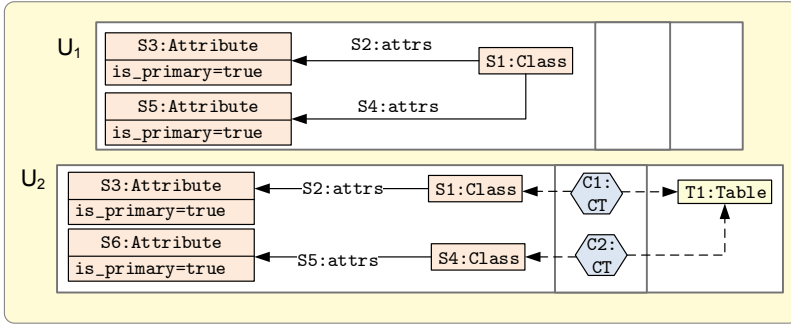 U1
S3:Attribute
is_primary=true
S2:attrs
S1:Class
S5:Attribute
is_primary=true
S4:attrs
U2
S3:Attribute
is_primary=true
S2:attrs
S1:Class
C1:
CT
T1:Table
S6:Attribute
is_primary=true
S5:attrs
S4:Class
C2:
CT